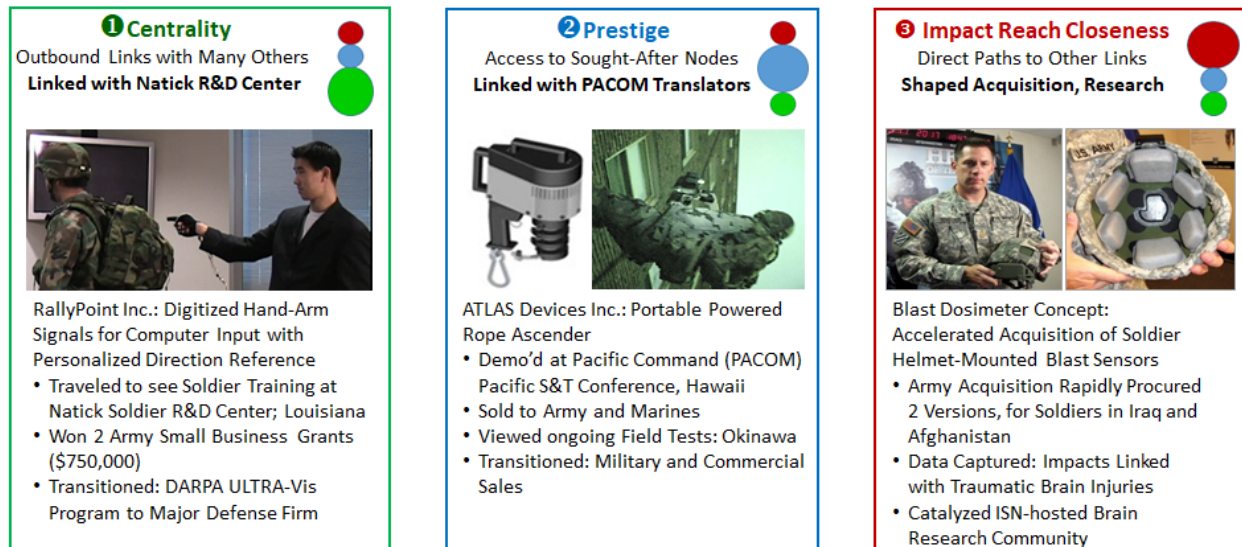 ❶ Centrality
Outbound Links with Many Others
Linked with Natick R&D Center
RallyPoint Inc.: Digitized Hand-Arm
Signals for Computer Input with
Personalized Direction Reference
• Traveled to see Soldier Training at
Natick Soldier R&D Center; Louisiana
• Won 2 Army Small Business Grants
($750,000)
• Transitioned: DARPA ULTRA-Vis
Program to Major Defense Firm
❷ Prestige
Access to Sought-After Nodes
Linked with PACOM Translators
ATLAS Devices Inc.: Portable Powered
Rope Ascender
• Demo’d at Pacific Command (PACOM)
Pacific S&T Conference, Hawaii
• Sold to Army and Marines
• Viewed ongoing Field Tests: Okinawa
• Transitioned: Military and Commercial
Sales
❸ Impact Reach Closeness
Direct Paths to Other Links
Shaped Acquisition, Research
U.S. ARMY
Blast Dosimeter Concept:
Accelerated Acquisition of Soldier
Helmet-Mounted Blast Sensors
• Army Acquisition Rapidly Procured
2 Versions, for Soldiers in Iraq and
Afghanistan
• Data Captured: Impacts Linked
with Traumatic Brain Injuries
• Catalyzed ISN-hosted Brain
Research Community